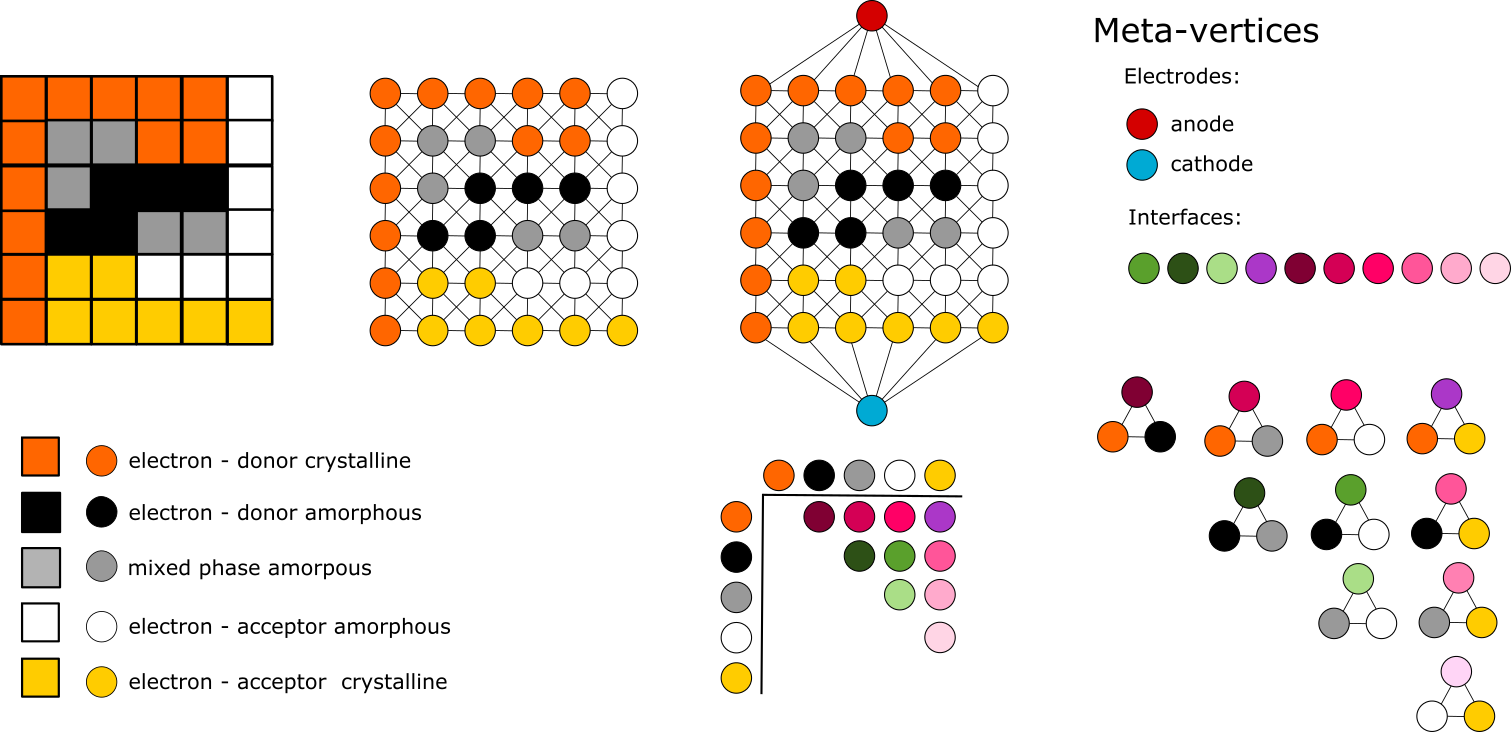 Meta-vertices
Electrodes:
anode
cathode
Interfaces:
electron - donor crystalline
electron - donor amorphous
mixed phase amorpous
electron - acceptor amorphous
electron - acceptor  crystalline